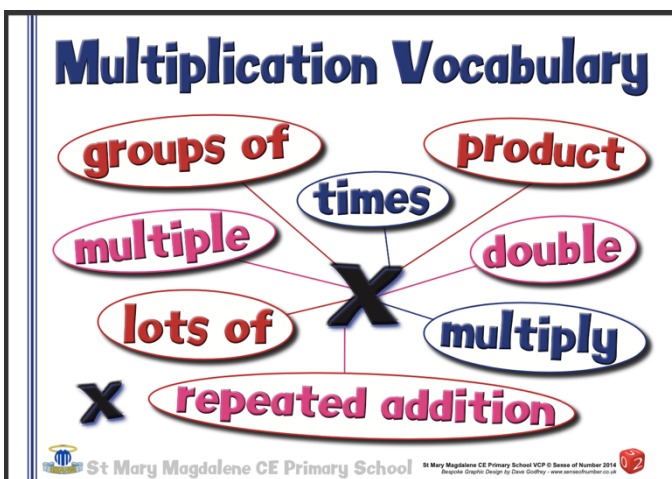 Multiplication Vocabulary
groups of
product
times
multiple
double
X
lots of
multiply
x
repeated addition
St Mary Magdalene CE Primary School
St Mary Magdalene CE Primary School VCP © Sense of Number 2014
Bespoke Graphic Design by Dave Godfrey - www.senseofnumber.co.uk